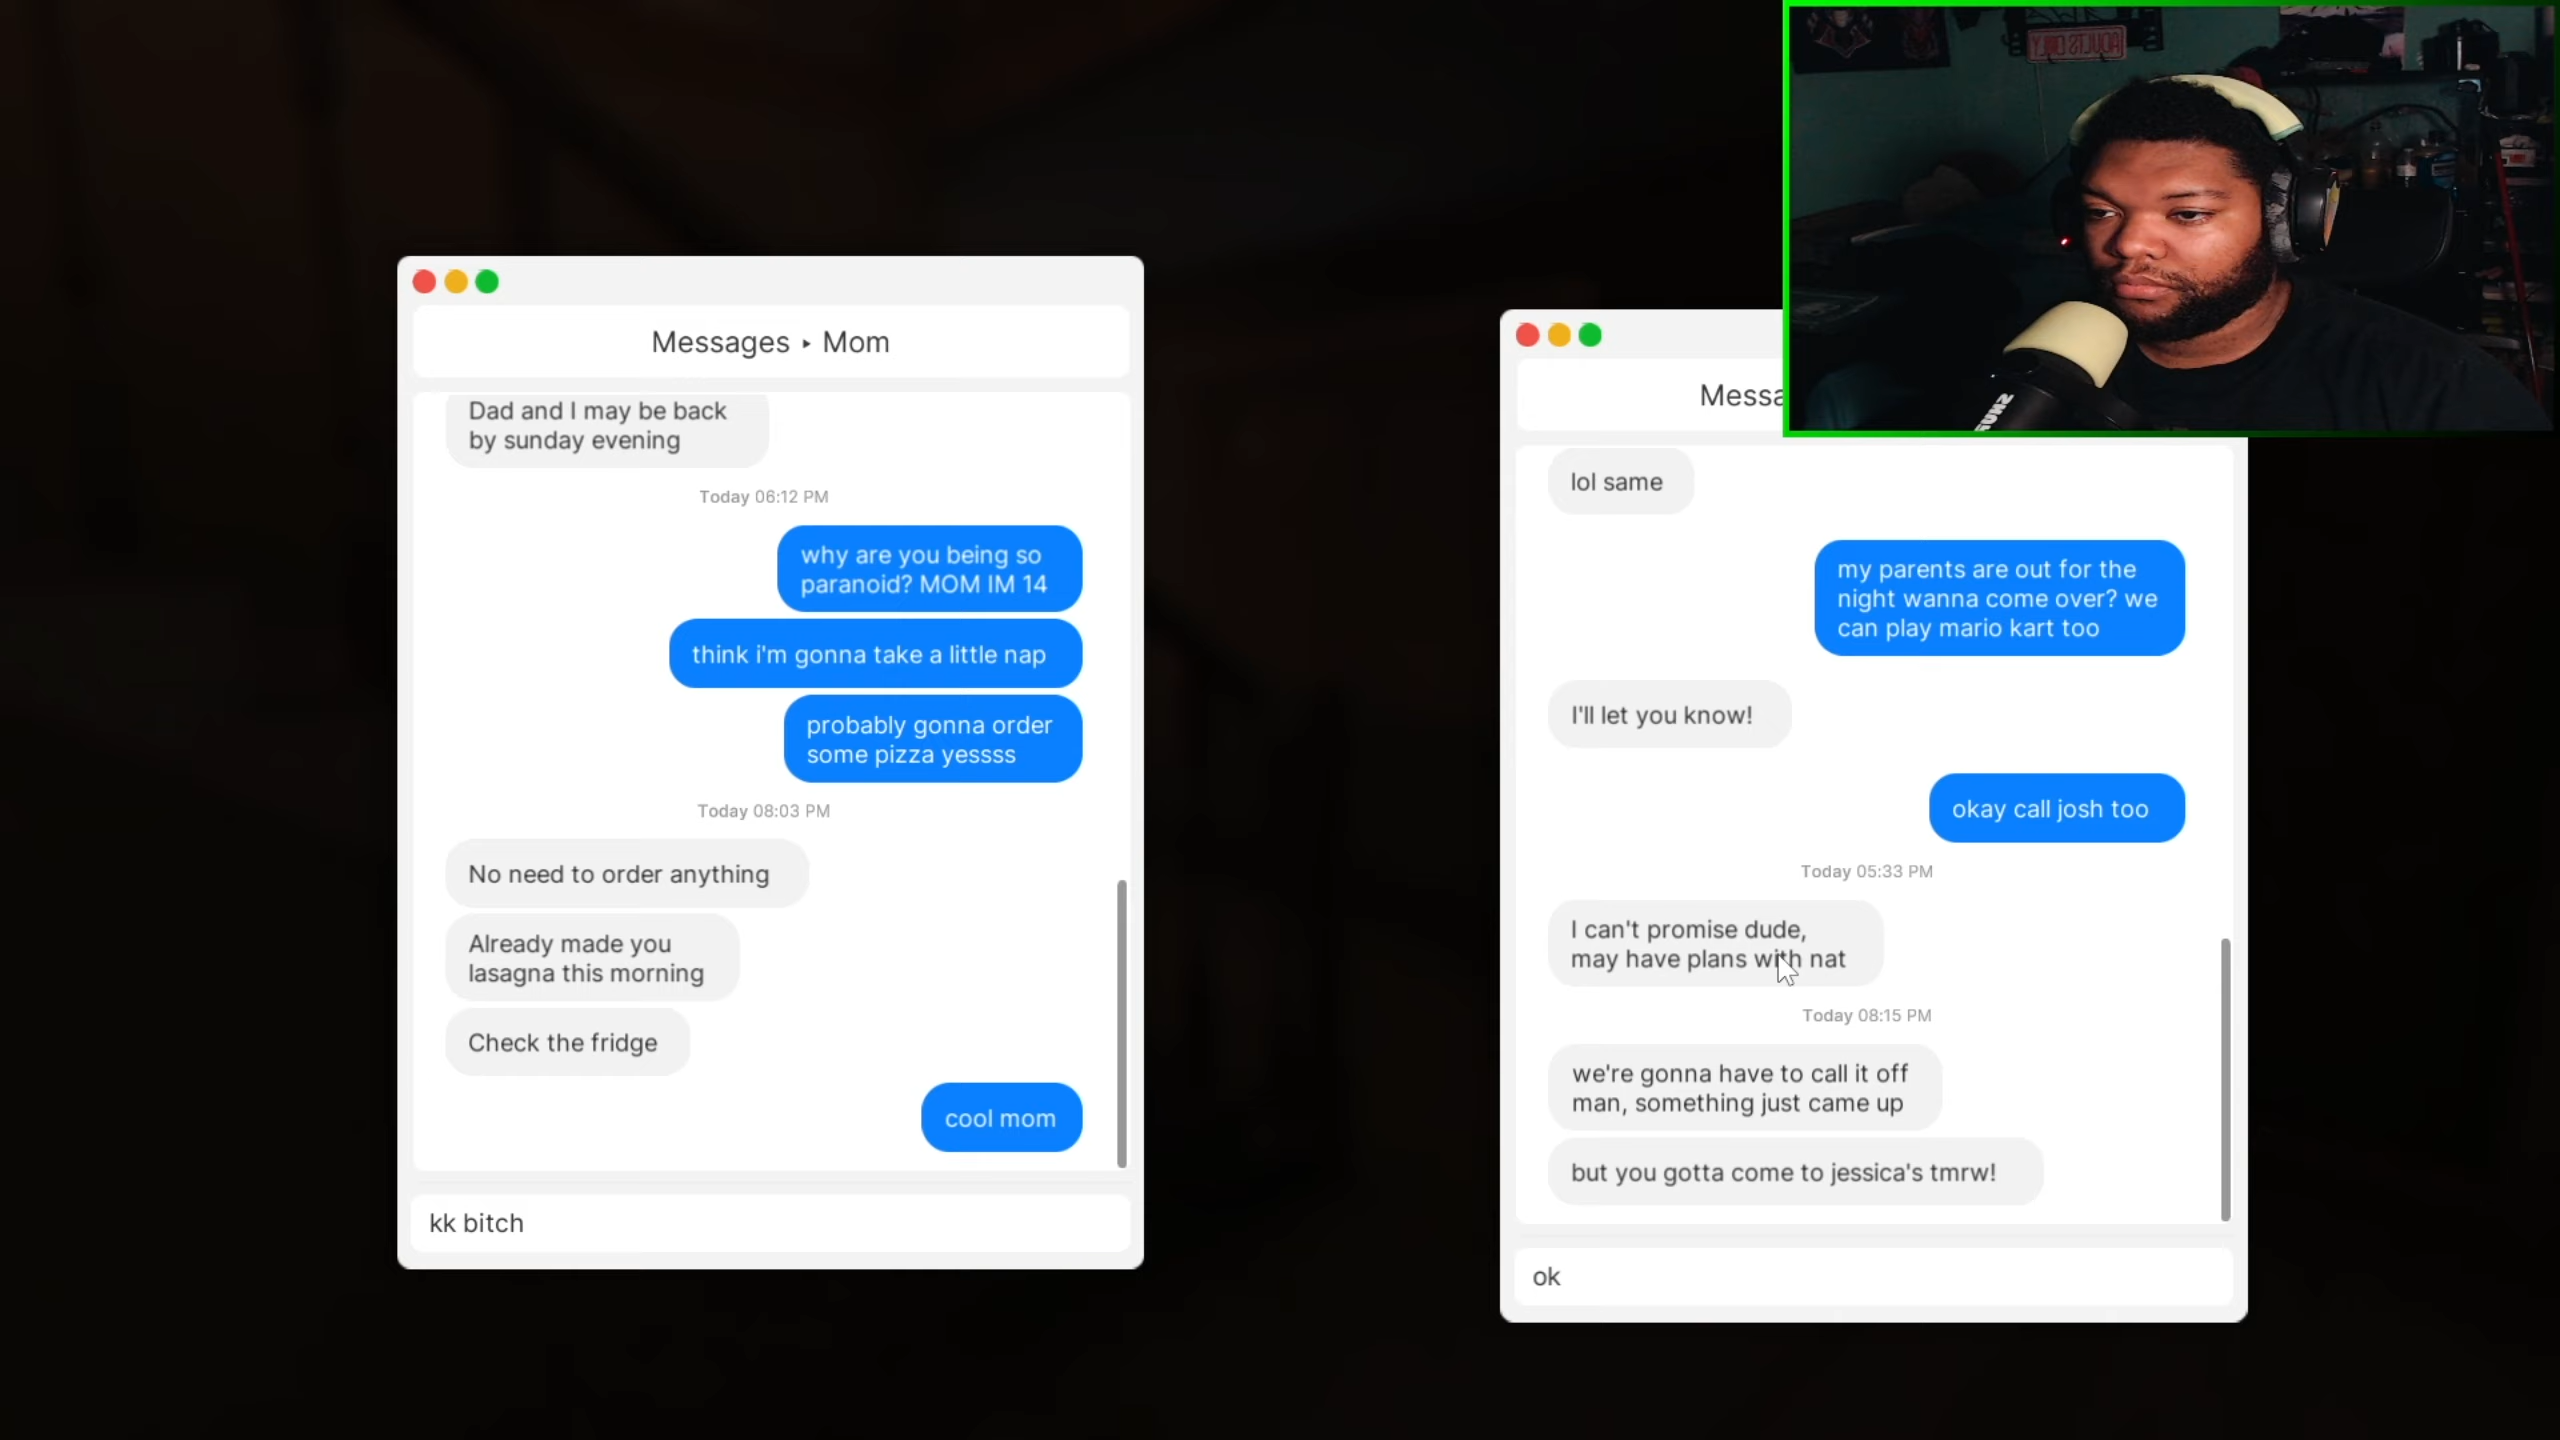 Messages ▸ Mom
Dad and I may be back
by sunday evening
Today 06:12 PM
why are you being so
paranoid? MOM IM 14
think i'm gonna take a little nap
probably gonna order
some pizza yessss
Today 08:03 PM
No need to order anything
Already made you
lasagna this morning
Check the fridge
cool mom
kk bitch
Messa
lol same
my parents are out for the
night wanna come over? we
can play mario kart too
I'll let you know!
okay call josh too
Today 05:33 PM
I can't promise dude,
may have plans with nat
Today 08:15 PM
we're gonna have to call it off
man, something just came up
but you gotta come to jessica's tmrw!
ok
ADULTS ONLY